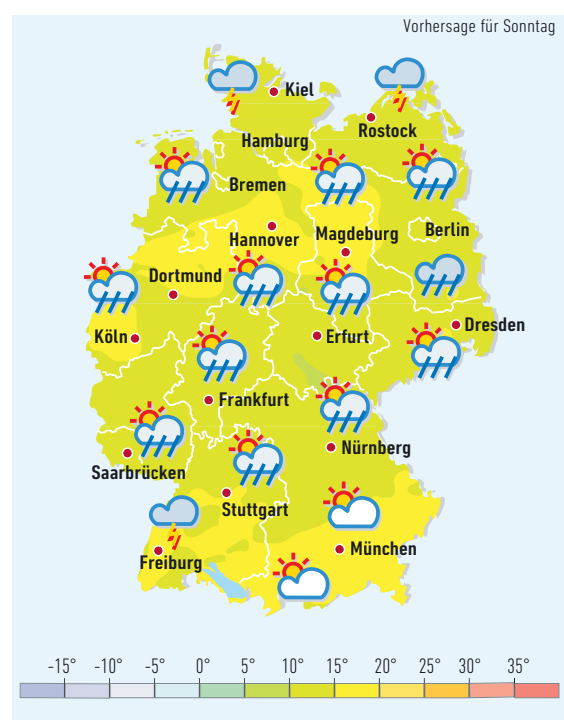 Vorhersage für Sonntag
Kiel
Rostock
Hamburg
Bremen
Hannover
Magdeburg
Berlin
Dortmund
Köln
Erfurt
Dresden
Frankfurt
Nürnberg
Saarbrücken
Stuttgart
München
Freiburg
-15° -10° -5° 0° 5° 10° 15° 20° 25° 30° 35°